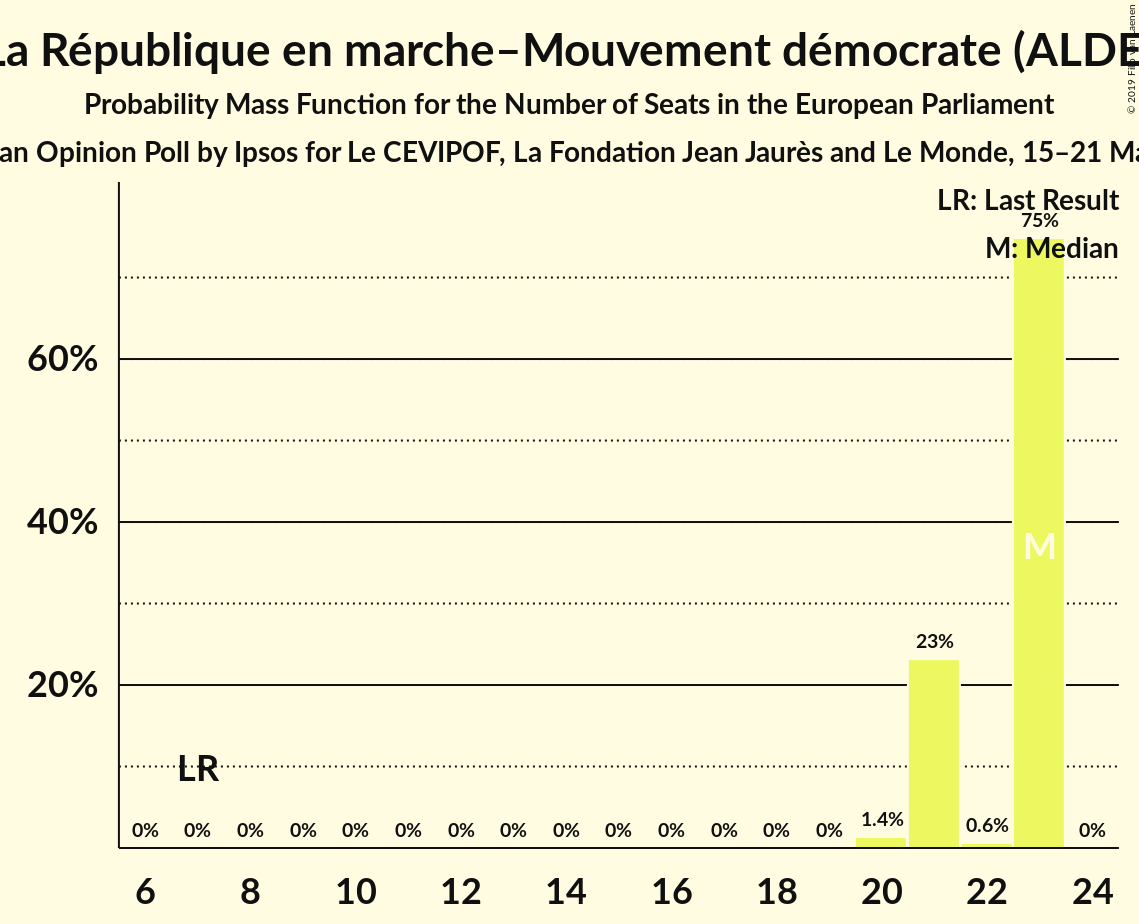 La République en marche–Mouvement démocrate (ALDE
Probability Mass Function for the Number of Seats in the European Parliament
an Opinion Poll by Ipsos for Le CEVIPOF, La Fondation Jean Jaurès and Le Monde, 15–21 Ma
© 2019
LR: Last Result
75%
M: Median
60%
40%
M
23%
20%
LR
0% 0% 0% 0% 0% 0% 0% 0% 0% 0% 0% 0% 0% 0% 1.4% 0.6% 0%
6 8 10 12 14 16 18 20 22 24